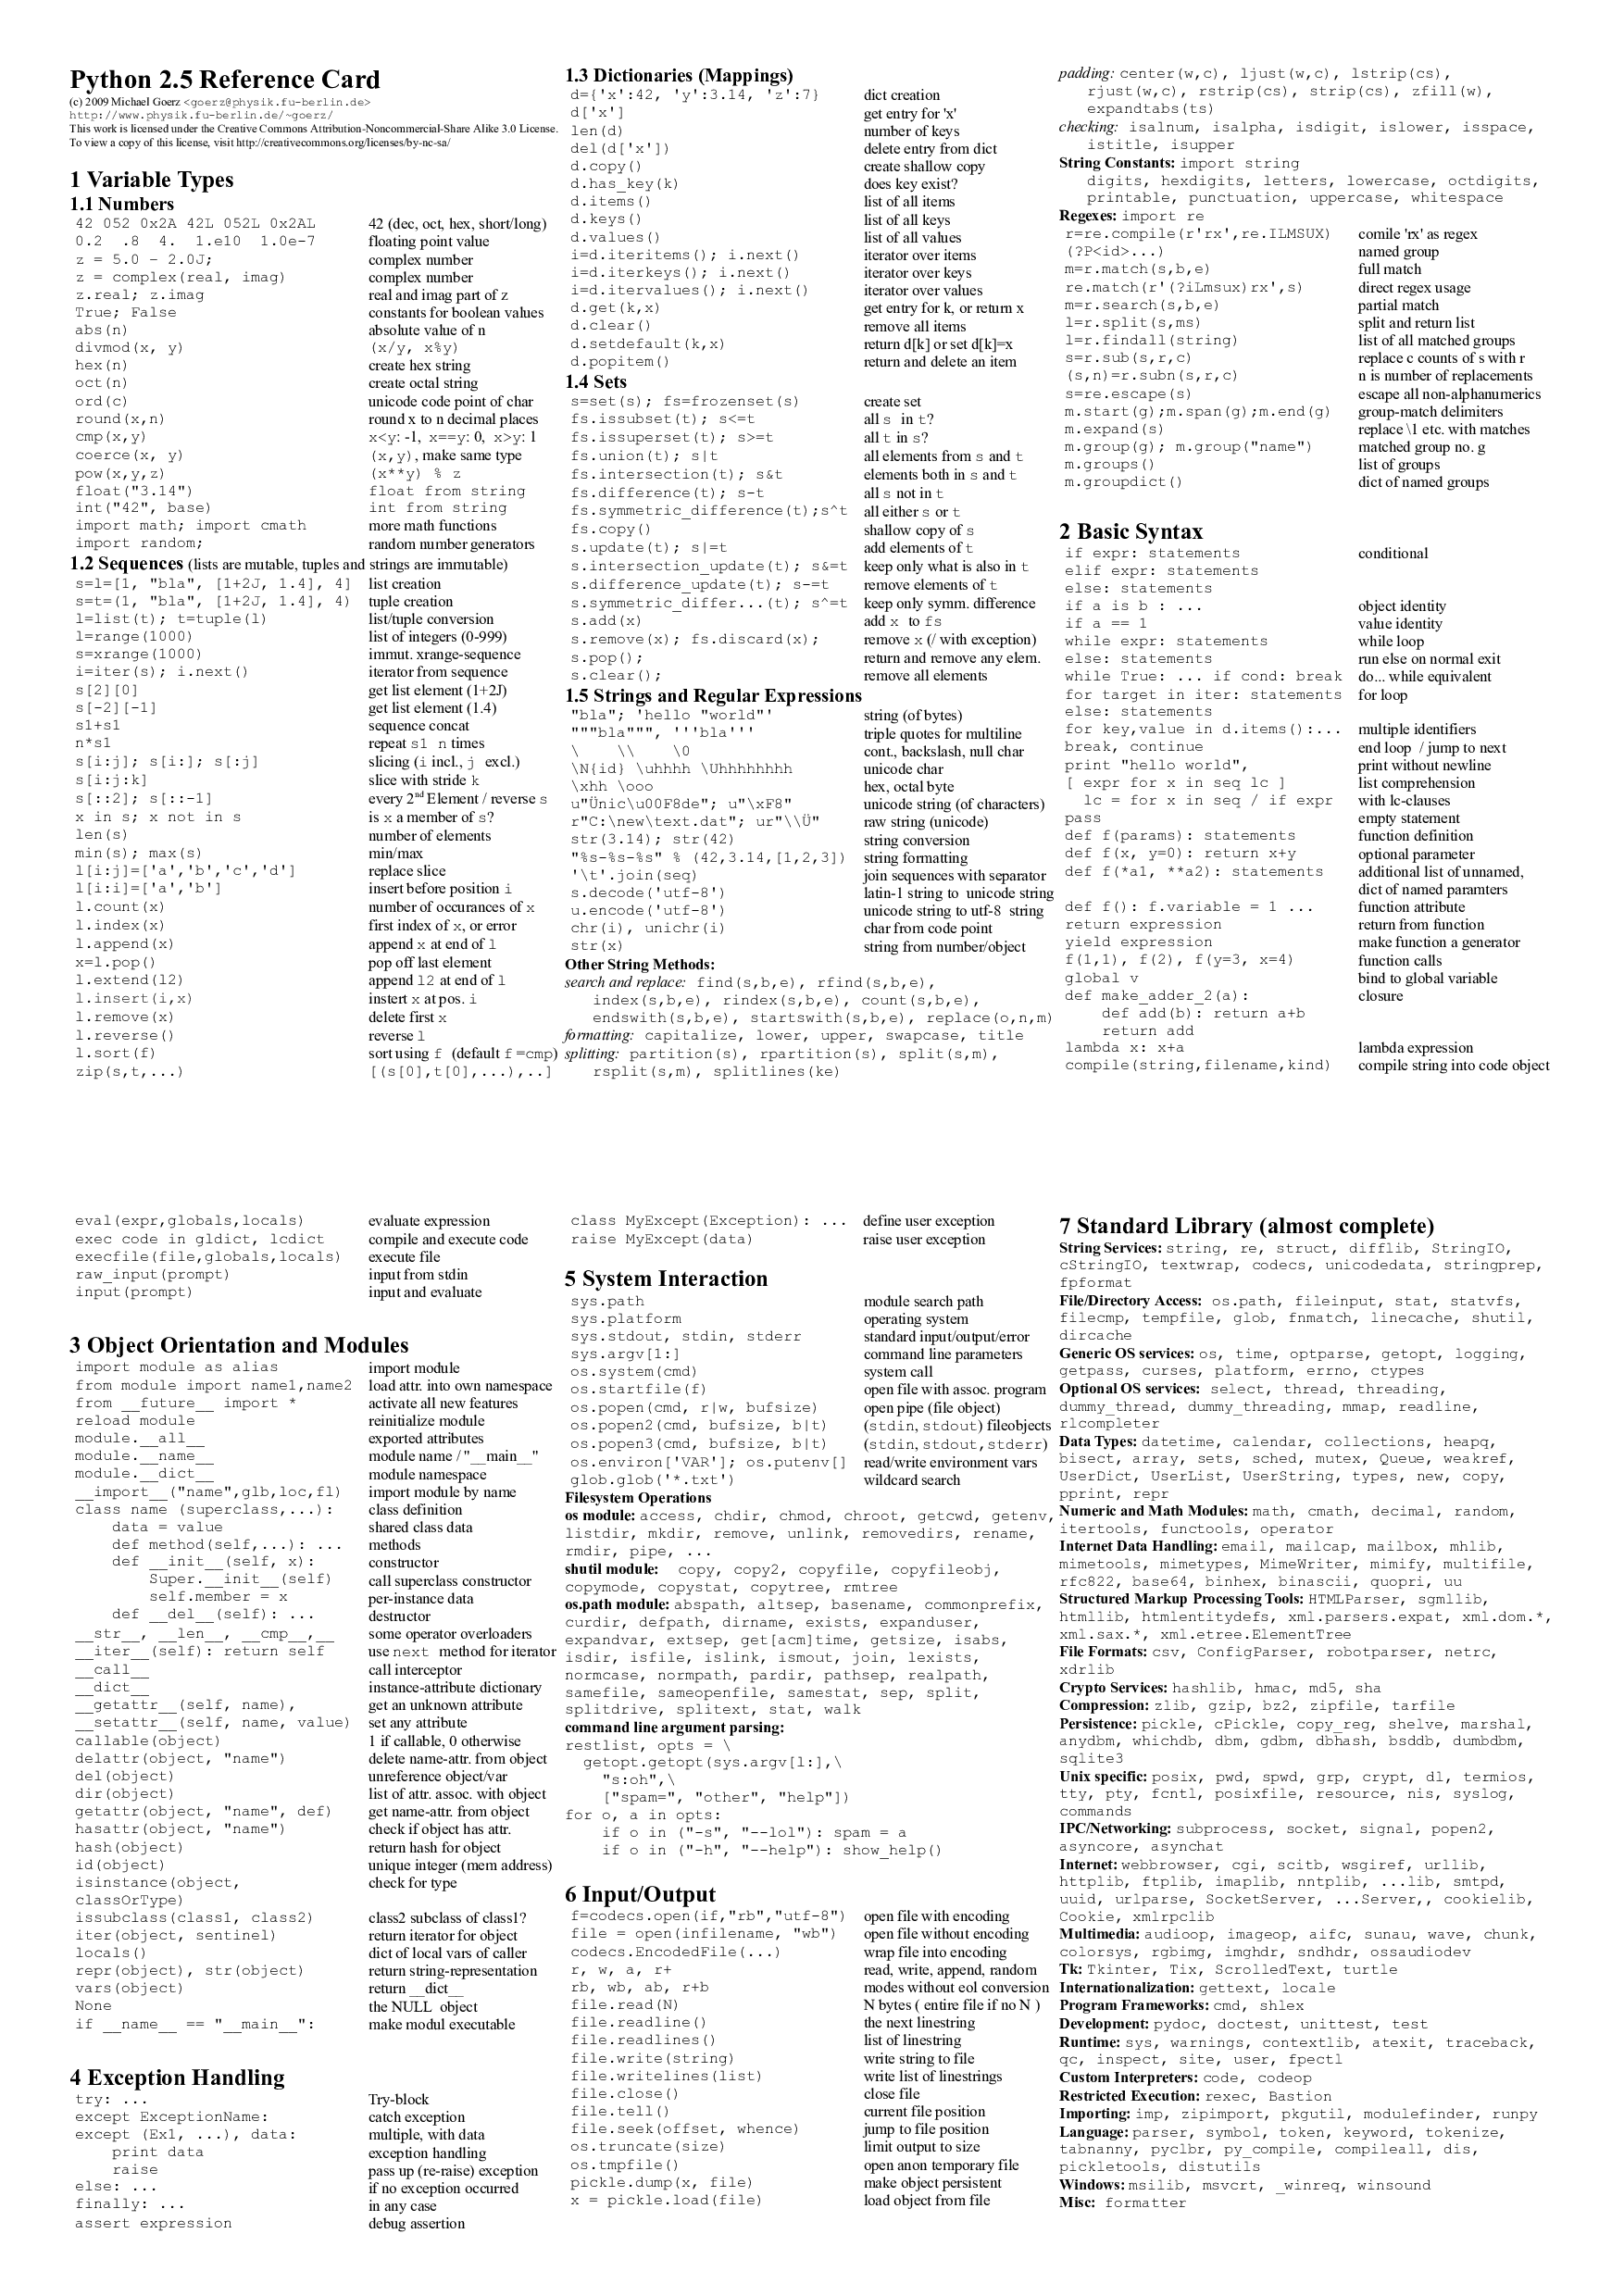 Python 2.5 Reference Card
(c) 2009 Michael Goerz <goerz@physik.fu-berlin.de>
http://www.physik.fu-berlin.de/~goerz/
This work is licensed under the Creative Commons Attribution-Noncommercial-Share Alike 3.0 License.
To view a copy of this license, visit http://creativecommons.org/licenses/by-nc-sa/
1 Variable Types
1.1 Numbers
42 052 0x2A 42L 052L 0x2AL 42 (dec, oct, hex, short/long)
0.2 .8 4. 1.e10 1.0e-7 floating point value
z = 5.0 – 2.0J; complex number
z = complex(real, imag) complex number
z.real; z.imag real and imag part of z
True; False constants for boolean values
abs(n) absolute value of n
divmod(x, y) (x/y, x%y)
hex(n) create hex string
oct(n) create octal string
ord(c) unicode code point of char
round(x,n) round x to n decimal places
cmp(x,y) x<y: -1, x==y: 0, x>y: 1
coerce(x, y) (x,y), make same type
pow(x,y,z) (x**y) % z
float("3.14") float from string
int("42", base) int from string
import math; import cmath more math functions
import random; random number generators
1.2 Sequences (lists are mutable, tuples and strings are immutable)
s=l=[1, "bla", [1+2J, 1.4], 4] list creation
s=t=(1, "bla", [1+2J, 1.4], 4) tuple creation
l=list(t); t=tuple(l) list/tuple conversion
l=range(1000) list of integers (0-999)
s=xrange(1000) immut. xrange-sequence
i=iter(s); i.next() iterator from sequence
s[2][0] get list element (1+2J)
s[-2][-1] get list element (1.4)
s1+s1 sequence concat
n*s1 repeat s1 n times
s[i:j]; s[i:]; s[:j] slicing (i incl., j excl.)
s[i:j:k] slice with stride k
s[::2]; s[::-1] every 2nd Element / reverse s
x in s; x not in s is x a member of s?
len(s) number of elements
min(s); max(s) min/max
l[i:j]=['a','b','c','d'] replace slice
l[i:i]=['a','b'] insert before position i
l.count(x) number of occurances of x
l.index(x) first index of x, or error
l.append(x) append x at end of l
x=l.pop() pop off last element
l.extend(l2) append l2 at end of l
l.insert(i,x) instert x at pos. i
l.remove(x) delete first x
l.reverse() reverse l
l.sort(f) sort using f (default f =cmp)
zip(s,t,...) [(s[0],t[0],...),..]
1.3 Dictionaries (Mappings)
d={'x':42, 'y':3.14, 'z':7} dict creation
d['x'] get entry for 'x'
len(d) number of keys
del(d['x']) delete entry from dict
d.copy() create shallow copy
d.has_key(k) does key exist?
d.items() list of all items
d.keys() list of all keys
d.values() list of all values
i=d.iteritems(); i.next() iterator over items
i=d.iterkeys(); i.next() iterator over keys
i=d.itervalues(); i.next() iterator over values
d.get(k,x) get entry for k, or return x
d.clear() remove all items
d.setdefault(k,x) return d[k] or set d[k]=x
d.popitem() return and delete an item
1.4 Sets
s=set(s); fs=frozenset(s) create set
fs.issubset(t); s<=t all s in t?
fs.issuperset(t); s>=t all t in s?
fs.union(t); s|t all elements from s and t
fs.intersection(t); s&t elements both in s and t
fs.difference(t); s-t all s not in t
fs.symmetric_difference(t);s^t all either s or t
fs.copy() shallow copy of s
s.update(t); s|=t add elements of t
s.intersection_update(t); s&=t keep only what is also in t
s.difference_update(t); s-=t remove elements of t
s.symmetric_differ...(t); s^=t keep only symm. difference
s.add(x) add x to fs
s.remove(x); fs.discard(x); remove x (/ with exception)
s.pop(); return and remove any elem.
s.clear(); remove all elements
1.5 Strings and Regular Expressions
"bla"; 'hello "world"' string (of bytes)
"""bla""", '''bla''' triple quotes for multiline
\ \\ \0 cont., backslash, null char
\N{id} \uhhhh \Uhhhhhhhh unicode char
\xhh \ooo hex, octal byte
u"Ünic\u00F8de"; u"\xF8" unicode string (of characters)
r"C:\new\text.dat"; ur"\\Ü" raw string (unicode)
str(3.14); str(42) string conversion
"%s-%s-%s" % (42,3.14,[1,2,3]) string formatting
'\t'.join(seq) join sequences with separator
s.decode('utf-8') latin-1 string to unicode string
u.encode('utf-8') unicode string to utf-8 string
chr(i), unichr(i) char from code point
str(x) string from number/object
Other String Methods:
search and replace: find(s,b,e), rfind(s,b,e),
index(s,b,e), rindex(s,b,e), count(s,b,e),
endswith(s,b,e), startswith(s,b,e), replace(o,n,m)
formatting: capitalize, lower, upper, swapcase, title
splitting: partition(s), rpartition(s), split(s,m),
rsplit(s,m), splitlines(ke)
padding: center(w,c), ljust(w,c), lstrip(cs),
rjust(w,c), rstrip(cs), strip(cs), zfill(w),
expandtabs(ts)
checking: isalnum, isalpha, isdigit, islower, isspace,
istitle, isupper
String Constants: import string
digits, hexdigits, letters, lowercase, octdigits,
printable, punctuation, uppercase, whitespace
Regexes: import re
r=re.compile(r'rx',re.ILMSUX) comile 'rx' as regex
(?P<id>...) named group
m=r.match(s,b,e) full match
re.match(r'(?iLmsux)rx',s) direct regex usage
m=r.search(s,b,e) partial match
l=r.split(s,ms) split and return list
l=r.findall(string) list of all matched groups
s=r.sub(s,r,c) replace c counts of s with r
(s,n)=r.subn(s,r,c) n is number of replacements
s=re.escape(s) escape all non-alphanumerics
m.start(g);m.span(g);m.end(g) group-match delimiters
m.expand(s) replace \1 etc. with matches
m.group(g); m.group("name") matched group no. g
m.groups() list of groups
m.groupdict() dict of named groups
2 Basic Syntax
if expr: statements conditional
elif expr: statements
else: statements
if a is b : ... object identity
if a == 1 value identity
while expr: statements while loop
else: statements run else on normal exit
while True: ... if cond: break do... while equivalent
for target in iter: statements for loop
else: statements
for key,value in d.items():... multiple identifiers
break, continue end loop / jump to next
print "hello world", print without newline
[ expr for x in seq lc ] list comprehension
lc = for x in seq / if expr with lc-clauses
pass empty statement
def f(params): statements function definition
def f(x, y=0): return x+y optional parameter
def f(*a1, **a2): statements additional list of unnamed,
dict of named paramters
def f(): f.variable = 1 ... function attribute
return expression return from function
yield expression make function a generator
f(1,1), f(2), f(y=3, x=4) function calls
global v bind to global variable
def make_adder_2(a): closure
def add(b): return a+b
return add
lambda x: x+a lambda expression
compile(string,filename,kind) compile string into code object
eval(expr,globals,locals) evaluate expression
exec code in gldict, lcdict compile and execute code
execfile(file,globals,locals) execute file
raw_input(prompt) input from stdin
input(prompt) input and evaluate
3 Object Orientation and Modules
import module as alias import module
from module import name1,name2 load attr. into own namespace
from __future__ import * activate all new features
reload module reinitialize module
module.__all__ exported attributes
module.__name__ module name / "__main__"
module.__dict__ module namespace
__import__("name",glb,loc,fl) import module by name
class name (superclass,...): class definition
data = value shared class data
def method(self,...): ... methods
def __init__(self, x): constructor
Super.__init__(self) call superclass constructor
self.member = x per-instance data
def __del__(self): ... destructor
__str__, __len__, __cmp__,__ some operator overloaders
__iter__(self): return self use next method for iterator
__call__ call interceptor
__dict__ instance-attribute dictionary
__getattr__(self, name), get an unknown attribute
__setattr__(self, name, value) set any attribute
callable(object) 1 if callable, 0 otherwise
delattr(object, "name") delete name-attr. from object
del(object) unreference object/var
dir(object) list of attr. assoc. with object
getattr(object, "name", def) get name-attr. from object
hasattr(object, "name") check if object has attr.
hash(object) return hash for object
id(object) unique integer (mem address)
isinstance(object, check for type
classOrType)
issubclass(class1, class2) class2 subclass of class1?
iter(object, sentinel) return iterator for object
locals() dict of local vars of caller
repr(object), str(object) return string-representation
vars(object) return __dict__
None the NULL object
if __name__ == "__main__": make modul executable
4 Exception Handling
try: ... Try-block
except ExceptionName: catch exception
except (Ex1, ...), data: multiple, with data
print data exception handling
raise pass up (re-raise) exception
else: ... if no exception occurred
finally: ... in any case
assert expression debug assertion
class MyExcept(Exception): ... define user exception
raise MyExcept(data) raise user exception
5 System Interaction
sys.path module search path
sys.platform operating system
sys.stdout, stdin, stderr standard input/output/error
sys.argv[1:] command line parameters
os.system(cmd) system call
os.startfile(f) open file with assoc. program
os.popen(cmd, r|w, bufsize) open pipe (file object)
os.popen2(cmd, bufsize, b|t) (stdin, stdout) fileobjects
os.popen3(cmd, bufsize, b|t) (stdin, stdout, stderr)
os.environ['VAR']; os.putenv[] read/write environment vars
glob.glob('*.txt') wildcard search
Filesystem Operations
os module: access, chdir, chmod, chroot, getcwd, getenv,
listdir, mkdir, remove, unlink, removedirs, rename,
rmdir, pipe, ...
shutil module: copy, copy2, copyfile, copyfileobj,
copymode, copystat, copytree, rmtree
os.path module: abspath, altsep, basename, commonprefix,
curdir, defpath, dirname, exists, expanduser,
expandvar, extsep, get[acm]time, getsize, isabs,
isdir, isfile, islink, ismout, join, lexists,
normcase, normpath, pardir, pathsep, realpath,
samefile, sameopenfile, samestat, sep, split,
splitdrive, splitext, stat, walk
command line argument parsing:
restlist, opts = \
getopt.getopt(sys.argv[l:],\
"s:oh",\
["spam=", "other", "help"])
for o, a in opts:
if o in ("-s", "--lol"): spam = a
if o in ("-h", "--help"): show_help()
6 Input/Output
f=codecs.open(if,"rb","utf-8") open file with encoding
file = open(infilename, "wb") open file without encoding
codecs.EncodedFile(...) wrap file into encoding
r, w, a, r+ read, write, append, random
rb, wb, ab, r+b modes without eol conversion
file.read(N) N bytes ( entire file if no N )
file.readline() the next linestring
file.readlines() list of linestring
file.write(string) write string to file
file.writelines(list) write list of linestrings
file.close() close file
file.tell() current file position
file.seek(offset, whence) jump to file position
os.truncate(size) limit output to size
os.tmpfile() open anon temporary file
pickle.dump(x, file) make object persistent
x = pickle.load(file) load object from file
7 Standard Library (almost complete)
String Services: string, re, struct, difflib, StringIO,
cStringIO, textwrap, codecs, unicodedata, stringprep,
fpformat
File/Directory Access: os.path, fileinput, stat, statvfs,
filecmp, tempfile, glob, fnmatch, linecache, shutil,
dircache
Generic OS services: os, time, optparse, getopt, logging,
getpass, curses, platform, errno, ctypes
Optional OS services: select, thread, threading,
dummy_thread, dummy_threading, mmap, readline,
rlcompleter
Data Types: datetime, calendar, collections, heapq,
bisect, array, sets, sched, mutex, Queue, weakref,
UserDict, UserList, UserString, types, new, copy,
pprint, repr
Numeric and Math Modules: math, cmath, decimal, random,
itertools, functools, operator
Internet Data Handling: email, mailcap, mailbox, mhlib,
mimetools, mimetypes, MimeWriter, mimify, multifile,
rfc822, base64, binhex, binascii, quopri, uu
Structured Markup Processing Tools: HTMLParser, sgmllib,
htmllib, htmlentitydefs, xml.parsers.expat, xml.dom.*,
xml.sax.*, xml.etree.ElementTree
File Formats: csv, ConfigParser, robotparser, netrc,
xdrlib
Crypto Services: hashlib, hmac, md5, sha
Compression: zlib, gzip, bz2, zipfile, tarfile
Persistence: pickle, cPickle, copy_reg, shelve, marshal,
anydbm, whichdb, dbm, gdbm, dbhash, bsddb, dumbdbm,
sqlite3
Unix specific: posix, pwd, spwd, grp, crypt, dl, termios,
tty, pty, fcntl, posixfile, resource, nis, syslog,
commands
IPC/Networking: subprocess, socket, signal, popen2,
asyncore, asynchat
Internet: webbrowser, cgi, scitb, wsgiref, urllib,
httplib, ftplib, imaplib, nntplib, ...lib, smtpd,
uuid, urlparse, SocketServer, ...Server,, cookielib,
Cookie, xmlrpclib
Multimedia: audioop, imageop, aifc, sunau, wave, chunk,
colorsys, rgbimg, imghdr, sndhdr, ossaudiodev
Tk: Tkinter, Tix, ScrolledText, turtle
Internationalization: gettext, locale
Program Frameworks: cmd, shlex
Development: pydoc, doctest, unittest, test
Runtime: sys, warnings, contextlib, atexit, traceback,
qc, inspect, site, user, fpectl
Custom Interpreters: code, codeop
Restricted Execution: rexec, Bastion
Importing: imp, zipimport, pkgutil, modulefinder, runpy
Language: parser, symbol, token, keyword, tokenize,
tabnanny, pyclbr, py_compile, compileall, dis,
pickletools, distutils
Windows: msilib, msvcrt, _winreq, winsound
Misc: formatter